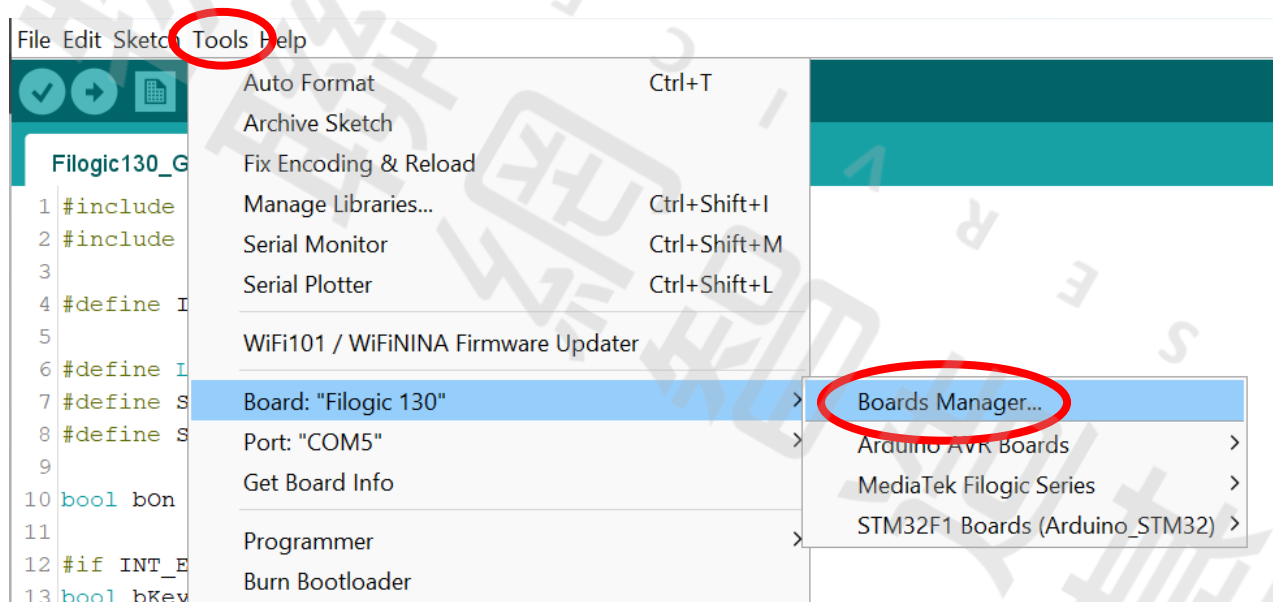 File Edit Sketch Tools Help
Auto Format Ctrl+T
Archive Sketch
Filogic130_G Fix Encoding & Reload
1 #include Manage Libraries... Ctrl+Shift+I
2 #include Serial Monitor Ctrl+Shift+M
3 Serial Plotter Ctrl+Shift+L
4 #define I
5 WiFi101 / WiFiNINA Firmware Updater
6 #define L
7 #define S Board: "Filogic 130" > Boards Manager...
8 #define S Port: "COM5" > Arduino AVR Boards >
9 Get Board Info MediaTek Filogic Series >
10 bool bOn STM32F1 Boards (Arduino_STM32) >
11 Programmer >
12 #if INT_E
13 bool bKey Burn Bootloader